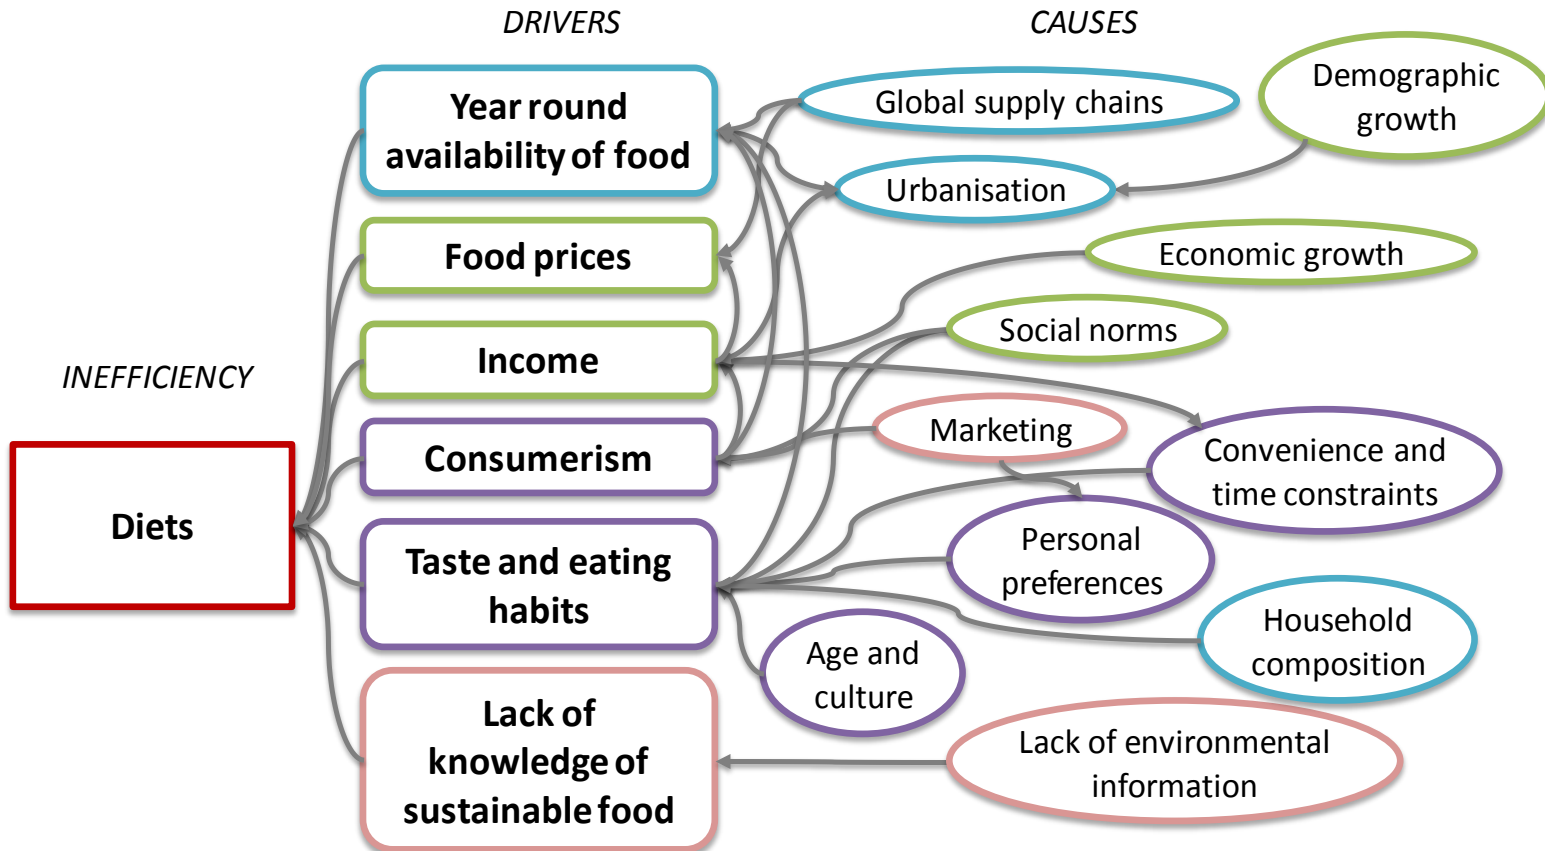 DRIVERS
CAUSES
Year round
availability of food
Global supply chains
Demographic
growth
Urbanisation
Food prices
Economic growth
Income
Social norms
INEFFICIENCY
Consumerism
Marketing
Convenience and
time constraints
Diets
Taste and eating
habits
Personal
preferences
Age and
culture
Household
composition
Lack of
knowledge of
sustainable food
Lack of environmental
information